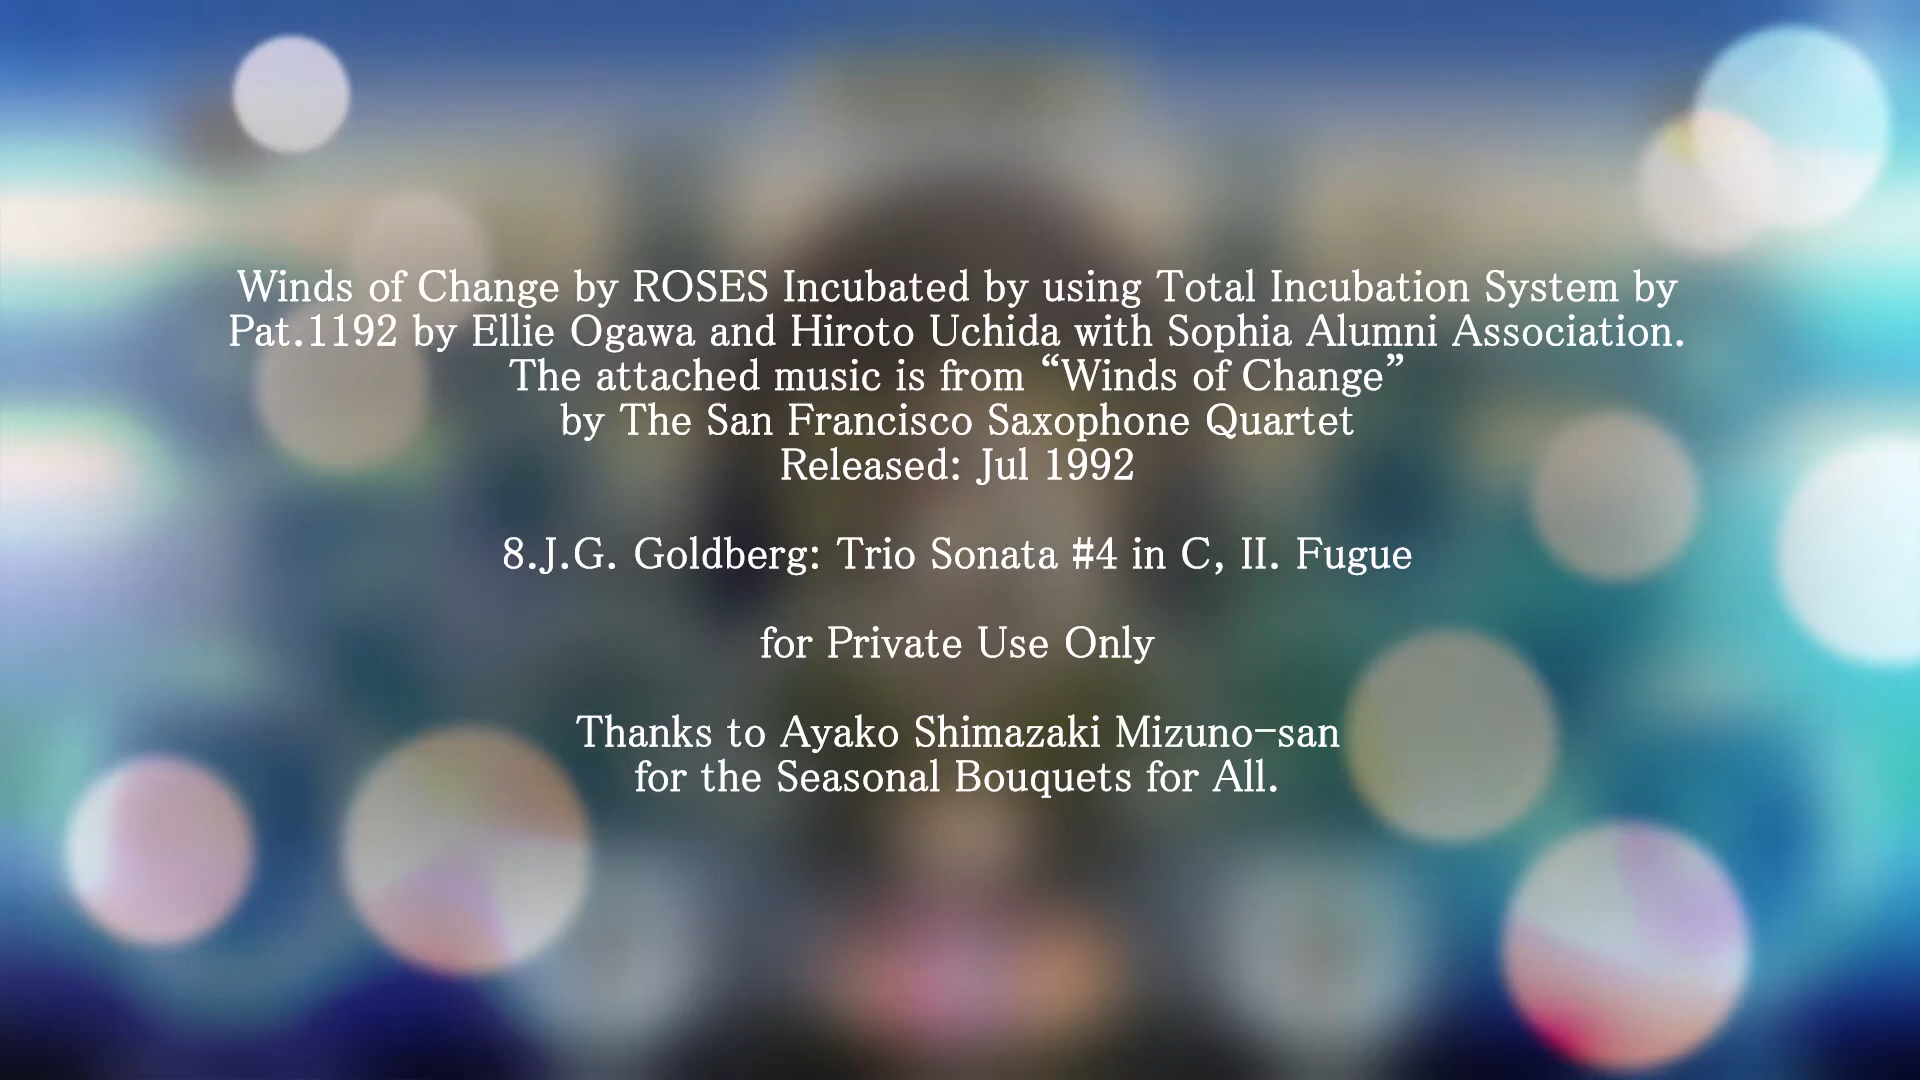 Winds of Change by ROSES Incubated by using Total Incubation System by
Pat.1192 by Ellie Ogawa and Hiroto Uchida with Sophia Alumni Association.
The attached music is from “Winds of Change”
by The San Francisco Saxophone Quartet
Released: Jul 1992
8.J.G. Goldberg: Trio Sonata #4 in C, II. Fugue
for Private Use Only
Thanks to Ayako Shimazaki Mizuno-san
for the Seasonal Bouquets for All.